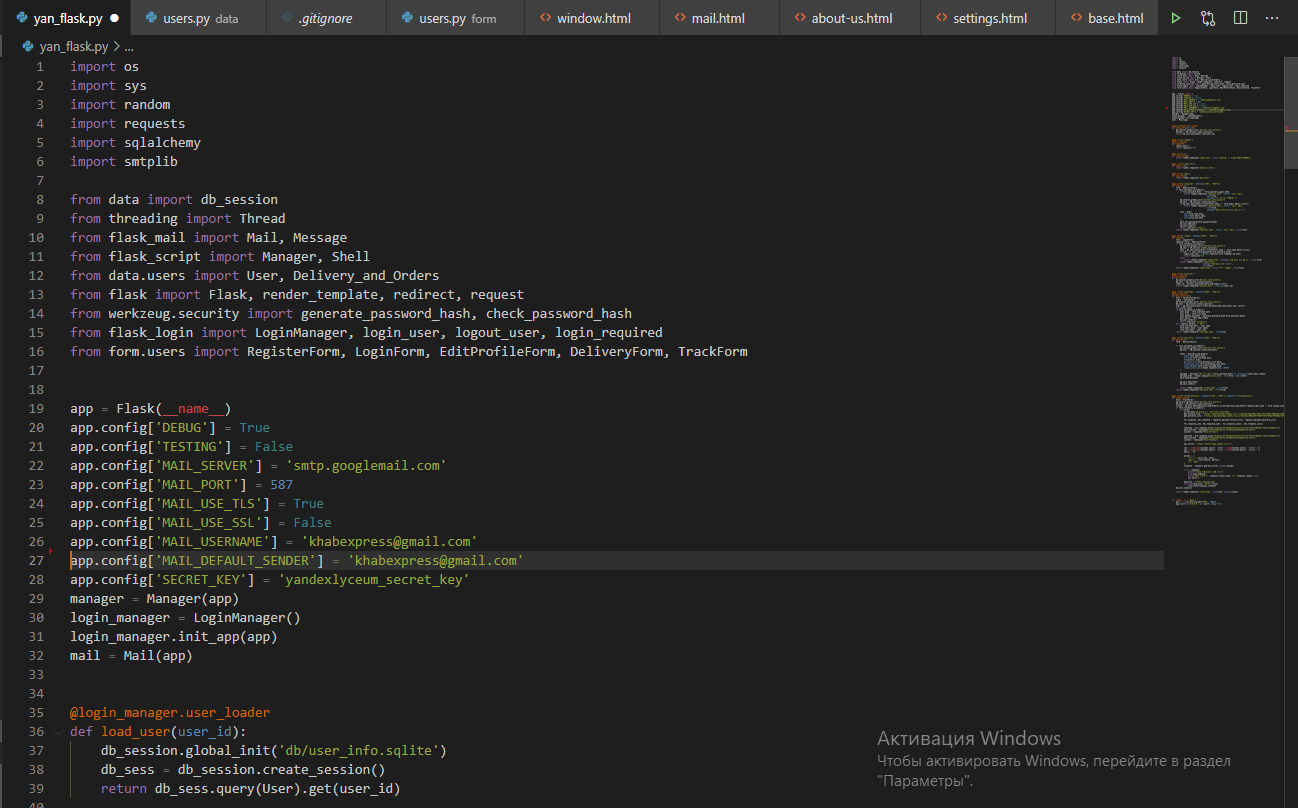 yan_flask.py users.py data .gitignore users.py form window.html mail.html about-us.html settings.html base.html
yan_flask.py > ...
1 import os
2 import sys
3 import random
4 import requests
5 import sqlalchemy
6 import smtplib
7
8 from data import db_session
9 from threading import Thread
10 from flask_mail import Mail, Message
11 from flask_script import Manager, Shell
12 from data.users import User, Delivery_and_Orders
13 from flask import Flask, render_template, redirect, request
14 from werkzeug.security import generate_password_hash, check_password_hash
15 from flask_login import LoginManager, login_user, logout_user, login_required
16 from form.users import RegisterForm, LoginForm, EditProfileForm, DeliveryForm, TrackForm
17
18
19 app = Flask(__name__)
20 app.config['DEBUG'] = True
21 app.config['TESTING'] = False
22 app.config['MAIL_SERVER'] = 'smtp.googlemail.com'
23 app.config['MAIL_PORT'] = 587
24 app.config['MAIL_USE_TLS'] = True
25 app.config['MAIL_USE_SSL'] = False
26 app.config['MAIL_USERNAME'] = 'khabexpress@gmail.com'
27 app.config['MAIL_DEFAULT_SENDER'] = 'khabexpress@gmail.com'
28 app.config['SECRET_KEY'] = 'yandexlyceum_secret_key'
29 manager = Manager(app)
30 login_manager = LoginManager()
31 login_manager.init_app(app)
32 mail = Mail(app)
33
34
35 @login_manager.user_loader
36 def load_user(user_id):
37 db_session.global_init('db/user_info.sqlite')
38 db_sess = db_session.create_session()
39 return db_sess.query(User).get(user_id)
40
Активация Windows
Чтобы активировать Windows, перейдите в раздел
"Параметры".